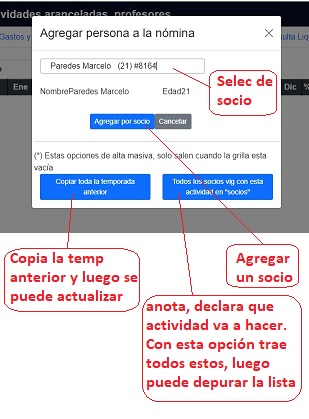 vidades aranceladas, profesores
Agregar persona a la nómina
Gastos y
sulta Liq
Paredes Marcelo (21) #8164
Ene
Dic
%
NombreParedes Marcelo Edad21
Selec de
socio
Agregar por socio Cancelar
(*) Estas opciones de alta masiva, solo salen cuando la grilla esta
vacía
Copiar toda la temporada
anterior
Todos los socios vig con esta
actividad en "socios"
Copia la temp
anterior y luego se
puede actualizar
Agregar
un socio
anota, declara que
actividad va a hacer.
Con esta opción trae
todos estos, luego
puede depurar la lista